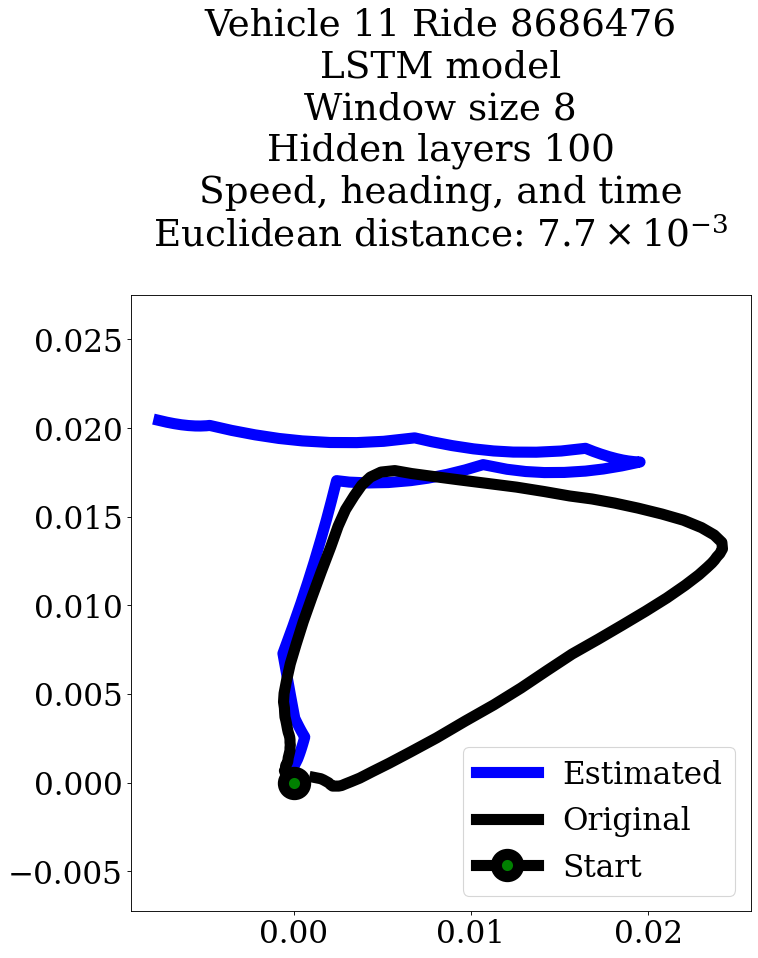 Vehicle 11 Ride 8686476
LSTM model
Window size 8
Hidden layers 100
Speed, heading, and time
Euclidean distance: 7.7 × 10⁻³
0.025
0.020
0.015
0.010
0.005
0.000
−0.005
Estimated
Original
Start
0.00 0.01 0.02